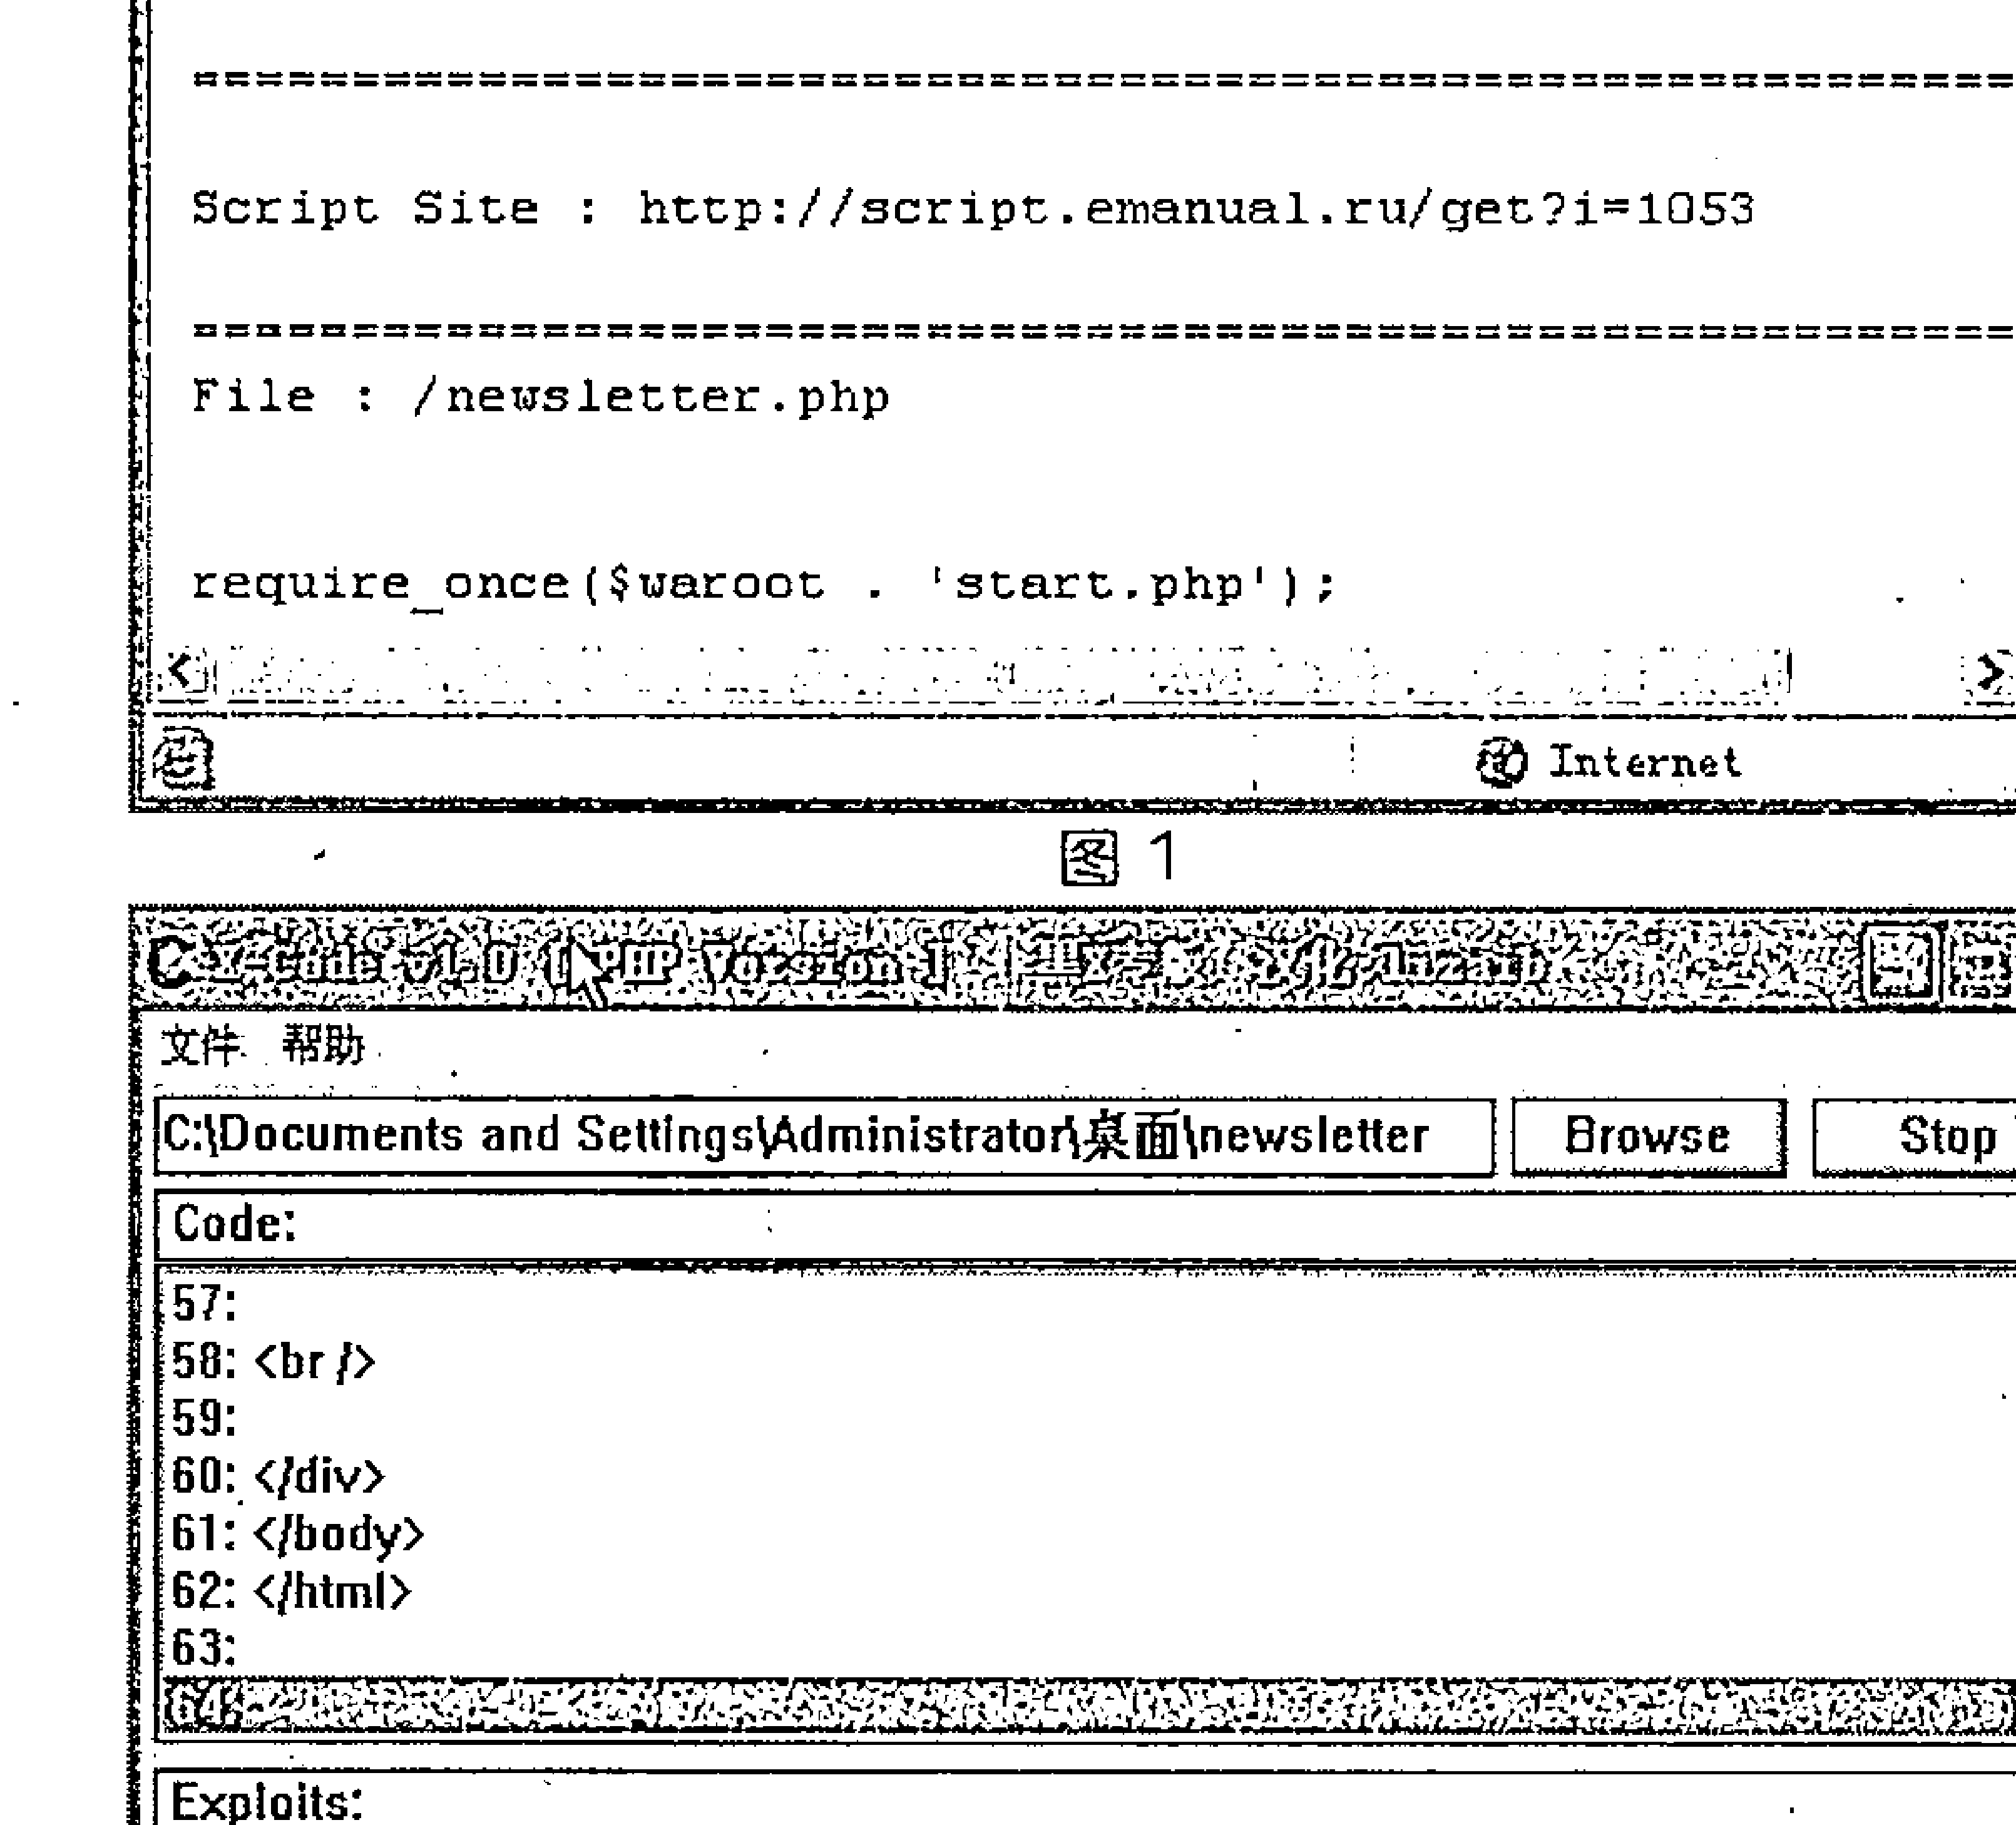 ============================================================
Script Site : http://script.emanual.ru/get?i=1053
============================================================
File : /newsletter.php
require_once($waroot . 'start.php');
Internet
图 1
文件 帮助
C:\Documents and Settings\Administrator\桌面\newsletter
Browse
Stop
Code:
57:
58: <br />
59:
60: </div>
61: </body>
62: </html>
63:
64:
Exploits: